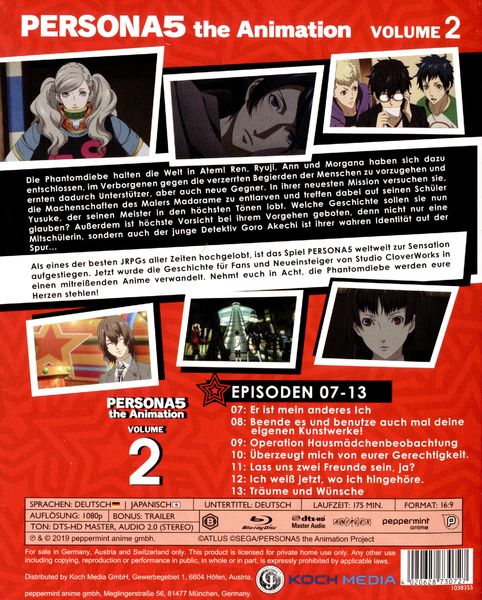 PERSONA5 the Animation VOLUME 2
Die Phantomdiebe halten die Welt in Atem! Ren, Ryuji, Ann und Morgana haben sich dazu
entschlossen, im Verborgenen gegen die verzerrten Begierden der Menschen zu vorzugehen und
ernten dadurch Unterstützer, aber auch neue Gegner. In ihrer neuesten Mission versuchen sie,
die Machenschaften des Malers Madarame zu entlarven und treffen dabei auf seinen Schüler
Yusuke, der seinen Meister in den höchsten Tönen lobt. Welche Geschichte sollen sie nun
glauben? Außerdem ist höchste Vorsicht bei ihrem Vorgehen geboten, denn nicht nur eine
Mitschülerin, sondern auch der junge Detektiv Goro Akechi ist ihrer wahren Identität auf der
Spur...
Als eines der besten JRPGs aller Zeiten hochgelobt, ist das Spiel PERSONA5 weltweit zur Sensation
aufgestiegen. Jetzt wurde die Geschichte für Fans und Neueinsteiger von Studio CloverWorks in
einen mitreißenden Anime verwandelt. Nehmt euch in Acht, die Phantomdiebe werden eure
Herzen stehlen!
PERSONA5
the Animation
VOLUME
2
EPISODEN 07-13
07: Er ist mein anderes Ich
08: Beende es und benutze auch mal deine
eigenen Kunstwerke!
09: Operation Hausmädchenbeobachtung
10: Überzeugt mich von eurer Gerechtigkeit.
11: Lass uns zwei Freunde sein, ja?
12: Ich weiß jetzt, wo ich hingehöre.
13: Träume und Wünsche
SPRACHEN: DEUTSCH | JAPANISCH UNTERTITEL: DEUTSCH LAUFZEIT: 175 MIN. FORMAT: 16:9
AUFLÖSUNG: 1080p | BONUS: TRAILER
TON: DTS-HD MASTER, AUDIO 2.0 (STEREO)
B Blu-ray Disc dts-HD Master Audio ANIPLEX peppermint anime
℗ & © 2019 peppermint anime gmbh. ©ATLUS ©SEGA/PERSONA5 the Animation Project
For sale in Germany, Austria and Switzerland only. This product is licensed for private home use only. Any other use
including copying, reproduction or performance in public, in whole or in part, is expressly prohibited by applicable laws
Distributed by Koch Media GmbH, Gewerbegebiet 1, 6604 Höfen, Austria.
KOCH MEDIA
peppermint anime gmbh, Meglingerstraße 56, 81477 München, Germany
4 020628 730727
1038355